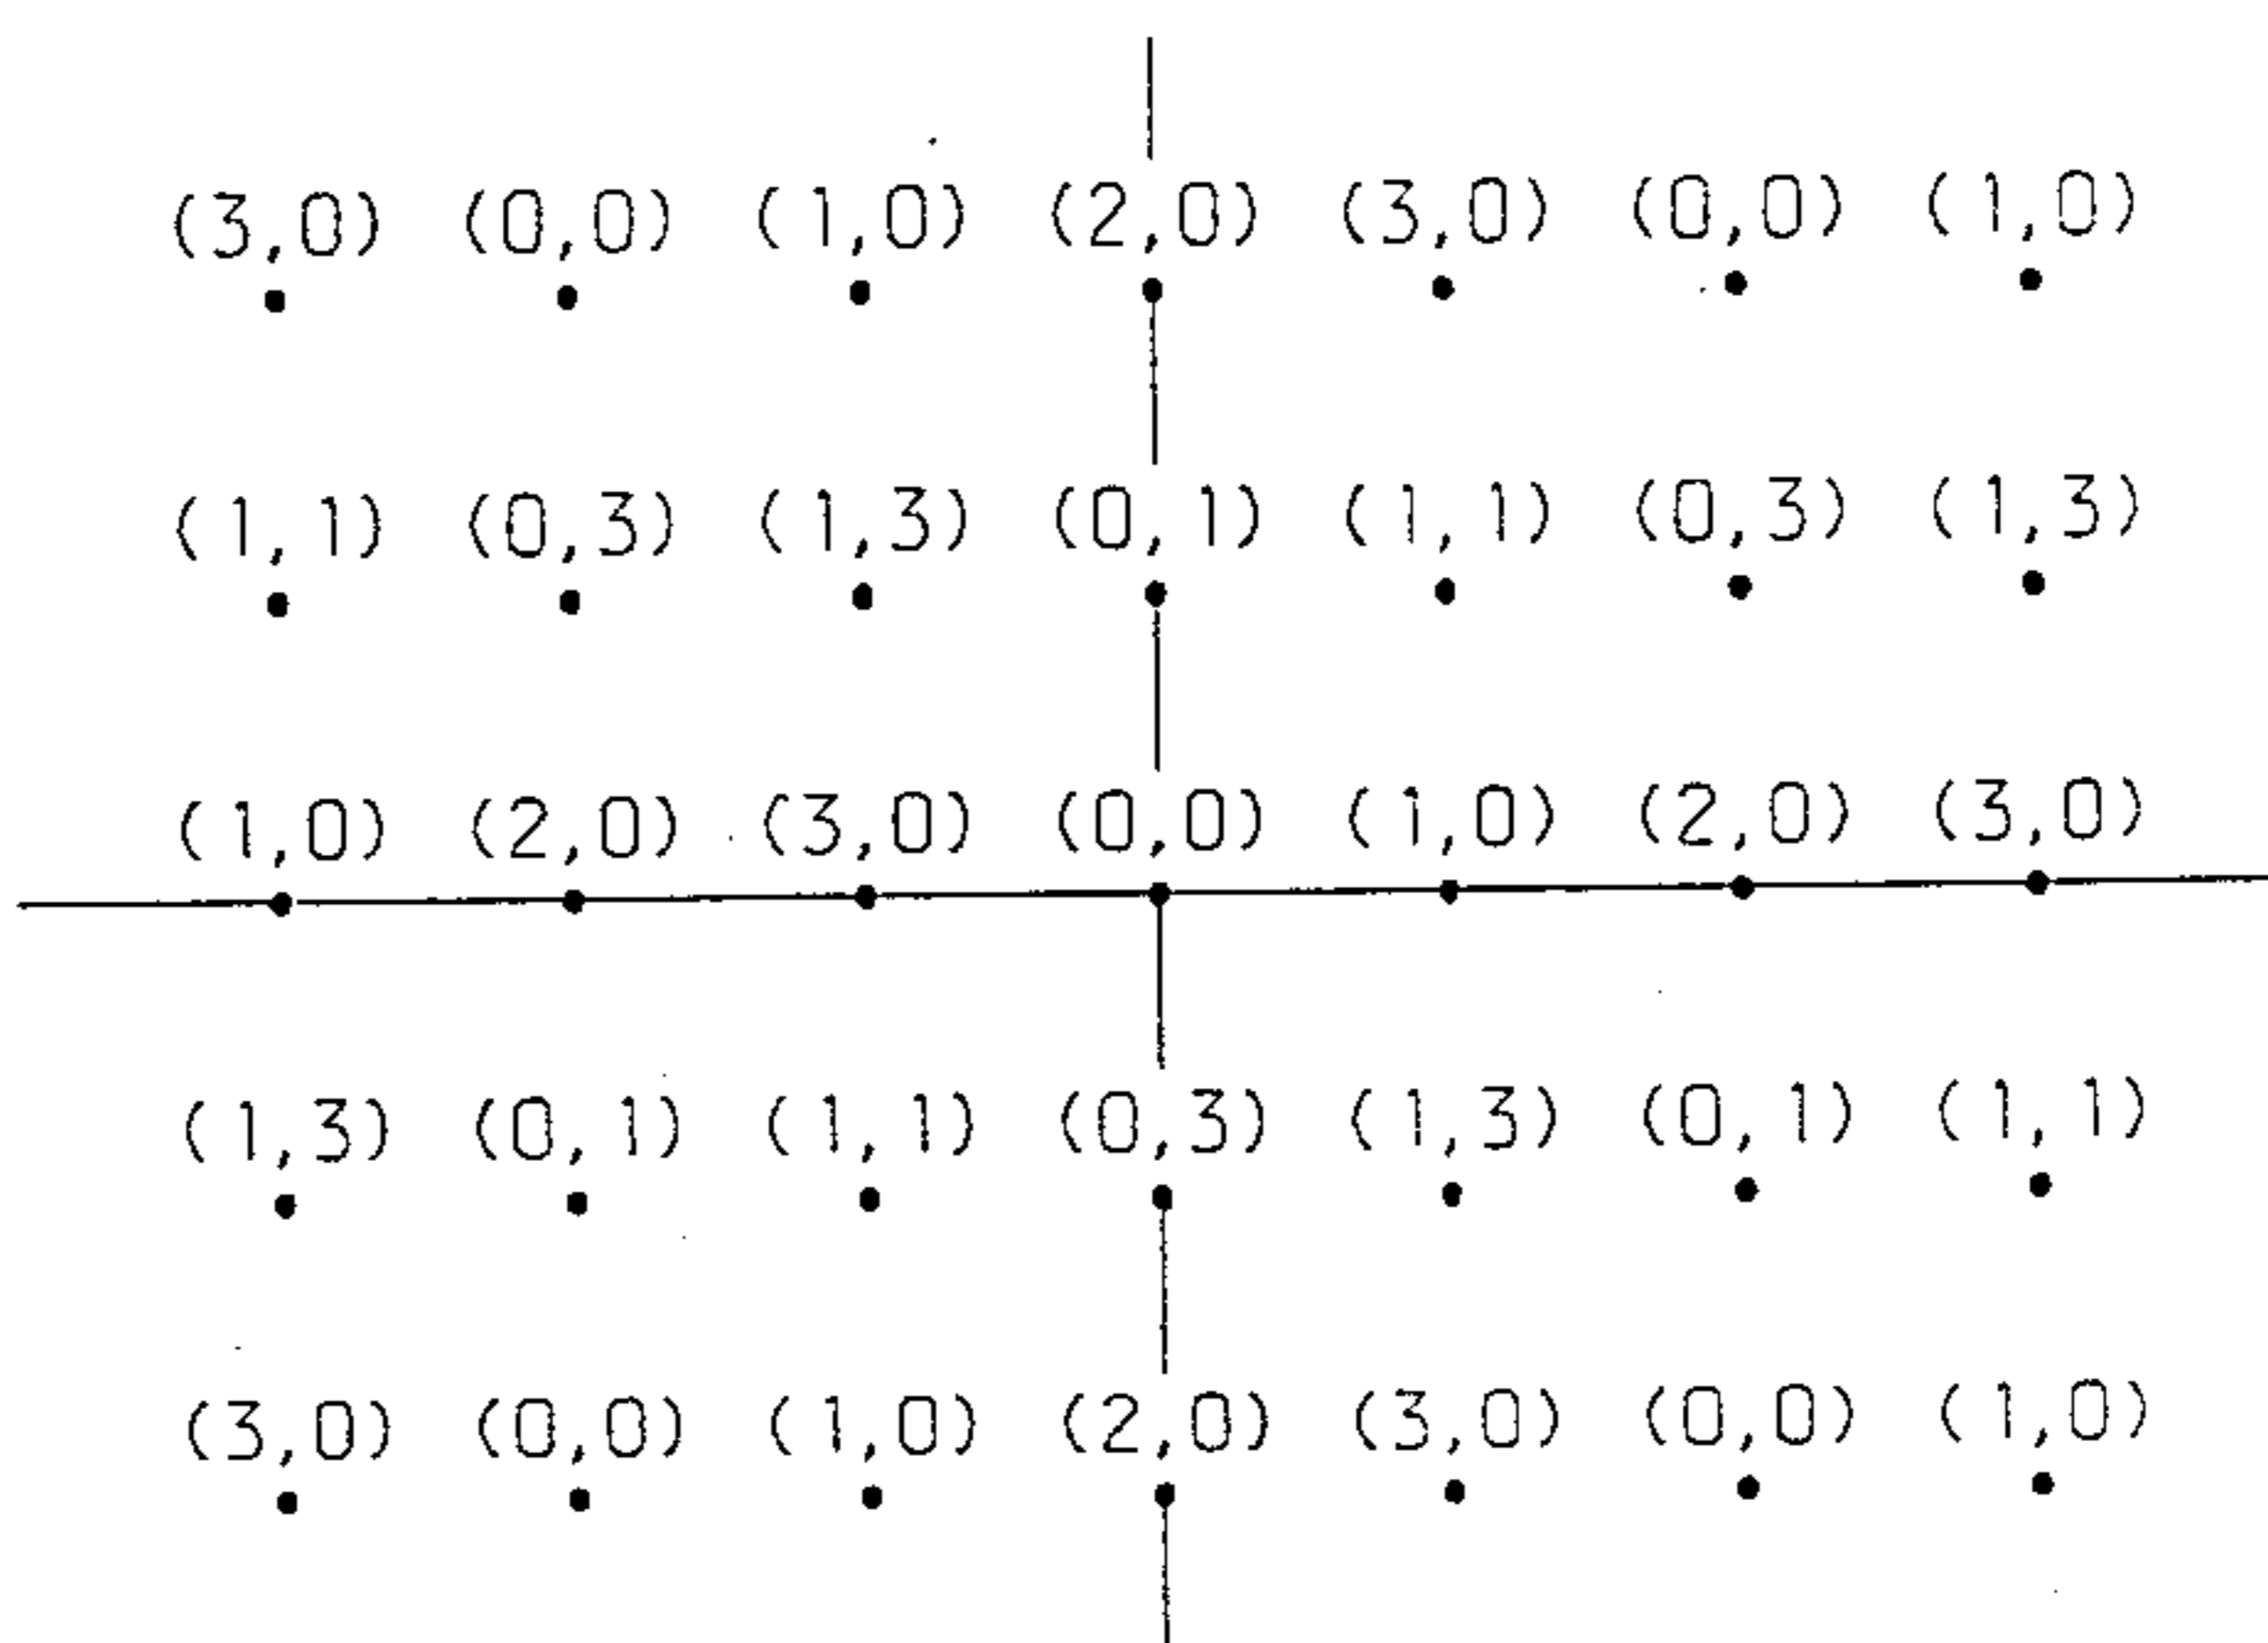 (3,0) (0,0) (1,0) (2,0) (3,0) (0,0) (1,0)
(1,1) (0,3) (1,3) (0,1) (1,1) (0,3) (1,3)
(1,0) (2,0) (3,0) (0,0) (1,0) (2,0) (3,0)
(1,3) (0,1) (1,1) (0,3) (1,3) (0,1) (1,1)
(3,0) (0,0) (1,0) (2,0) (3,0) (0,0) (1,0)